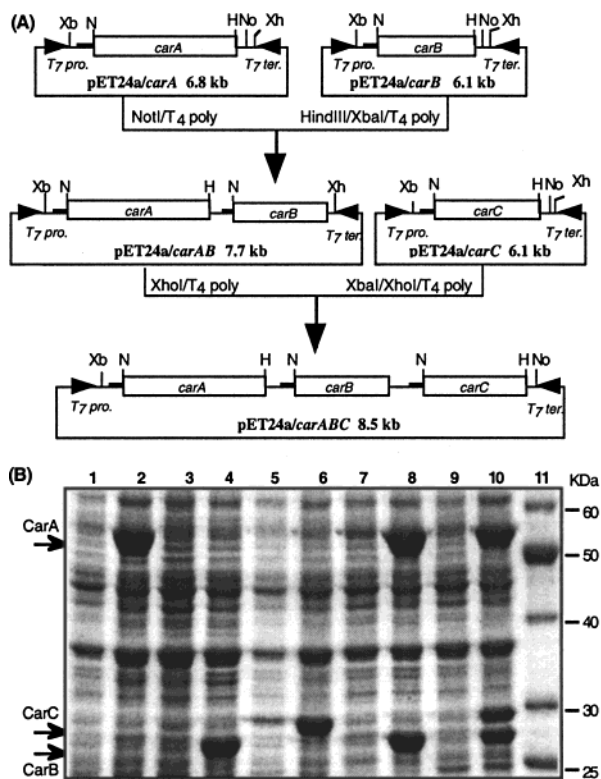 (A)
Xb carA H No Xh
Xb N carB HNo Xh
T7 pro. T7 ter.
T7 pro. T7 ter.
pET24a/carA 6.8 kb
pET24a/carB 6.1 kb
NotI/T4 poly
HindIII/XbaI/T4 poly
Xb N H N Xh
Xb N HNo Xh
carA carB
carC
T7 pro. T7 ter.
T7 pro. T7 ter.
pET24a/carAB 7.7 kb
pET24a/carC 6.1 kb
XhoI/T4 poly
XbaI/XhoI/T4 poly
Xb N H N N H No
carA carB carC
T7 pro. T7 ter.
pET24a/carABC 8.5 kb
(B)
1 2 3 4 5 6 7 8 9 10 11 KDa
CarA
CarC
CarB
60
50
40
30
25